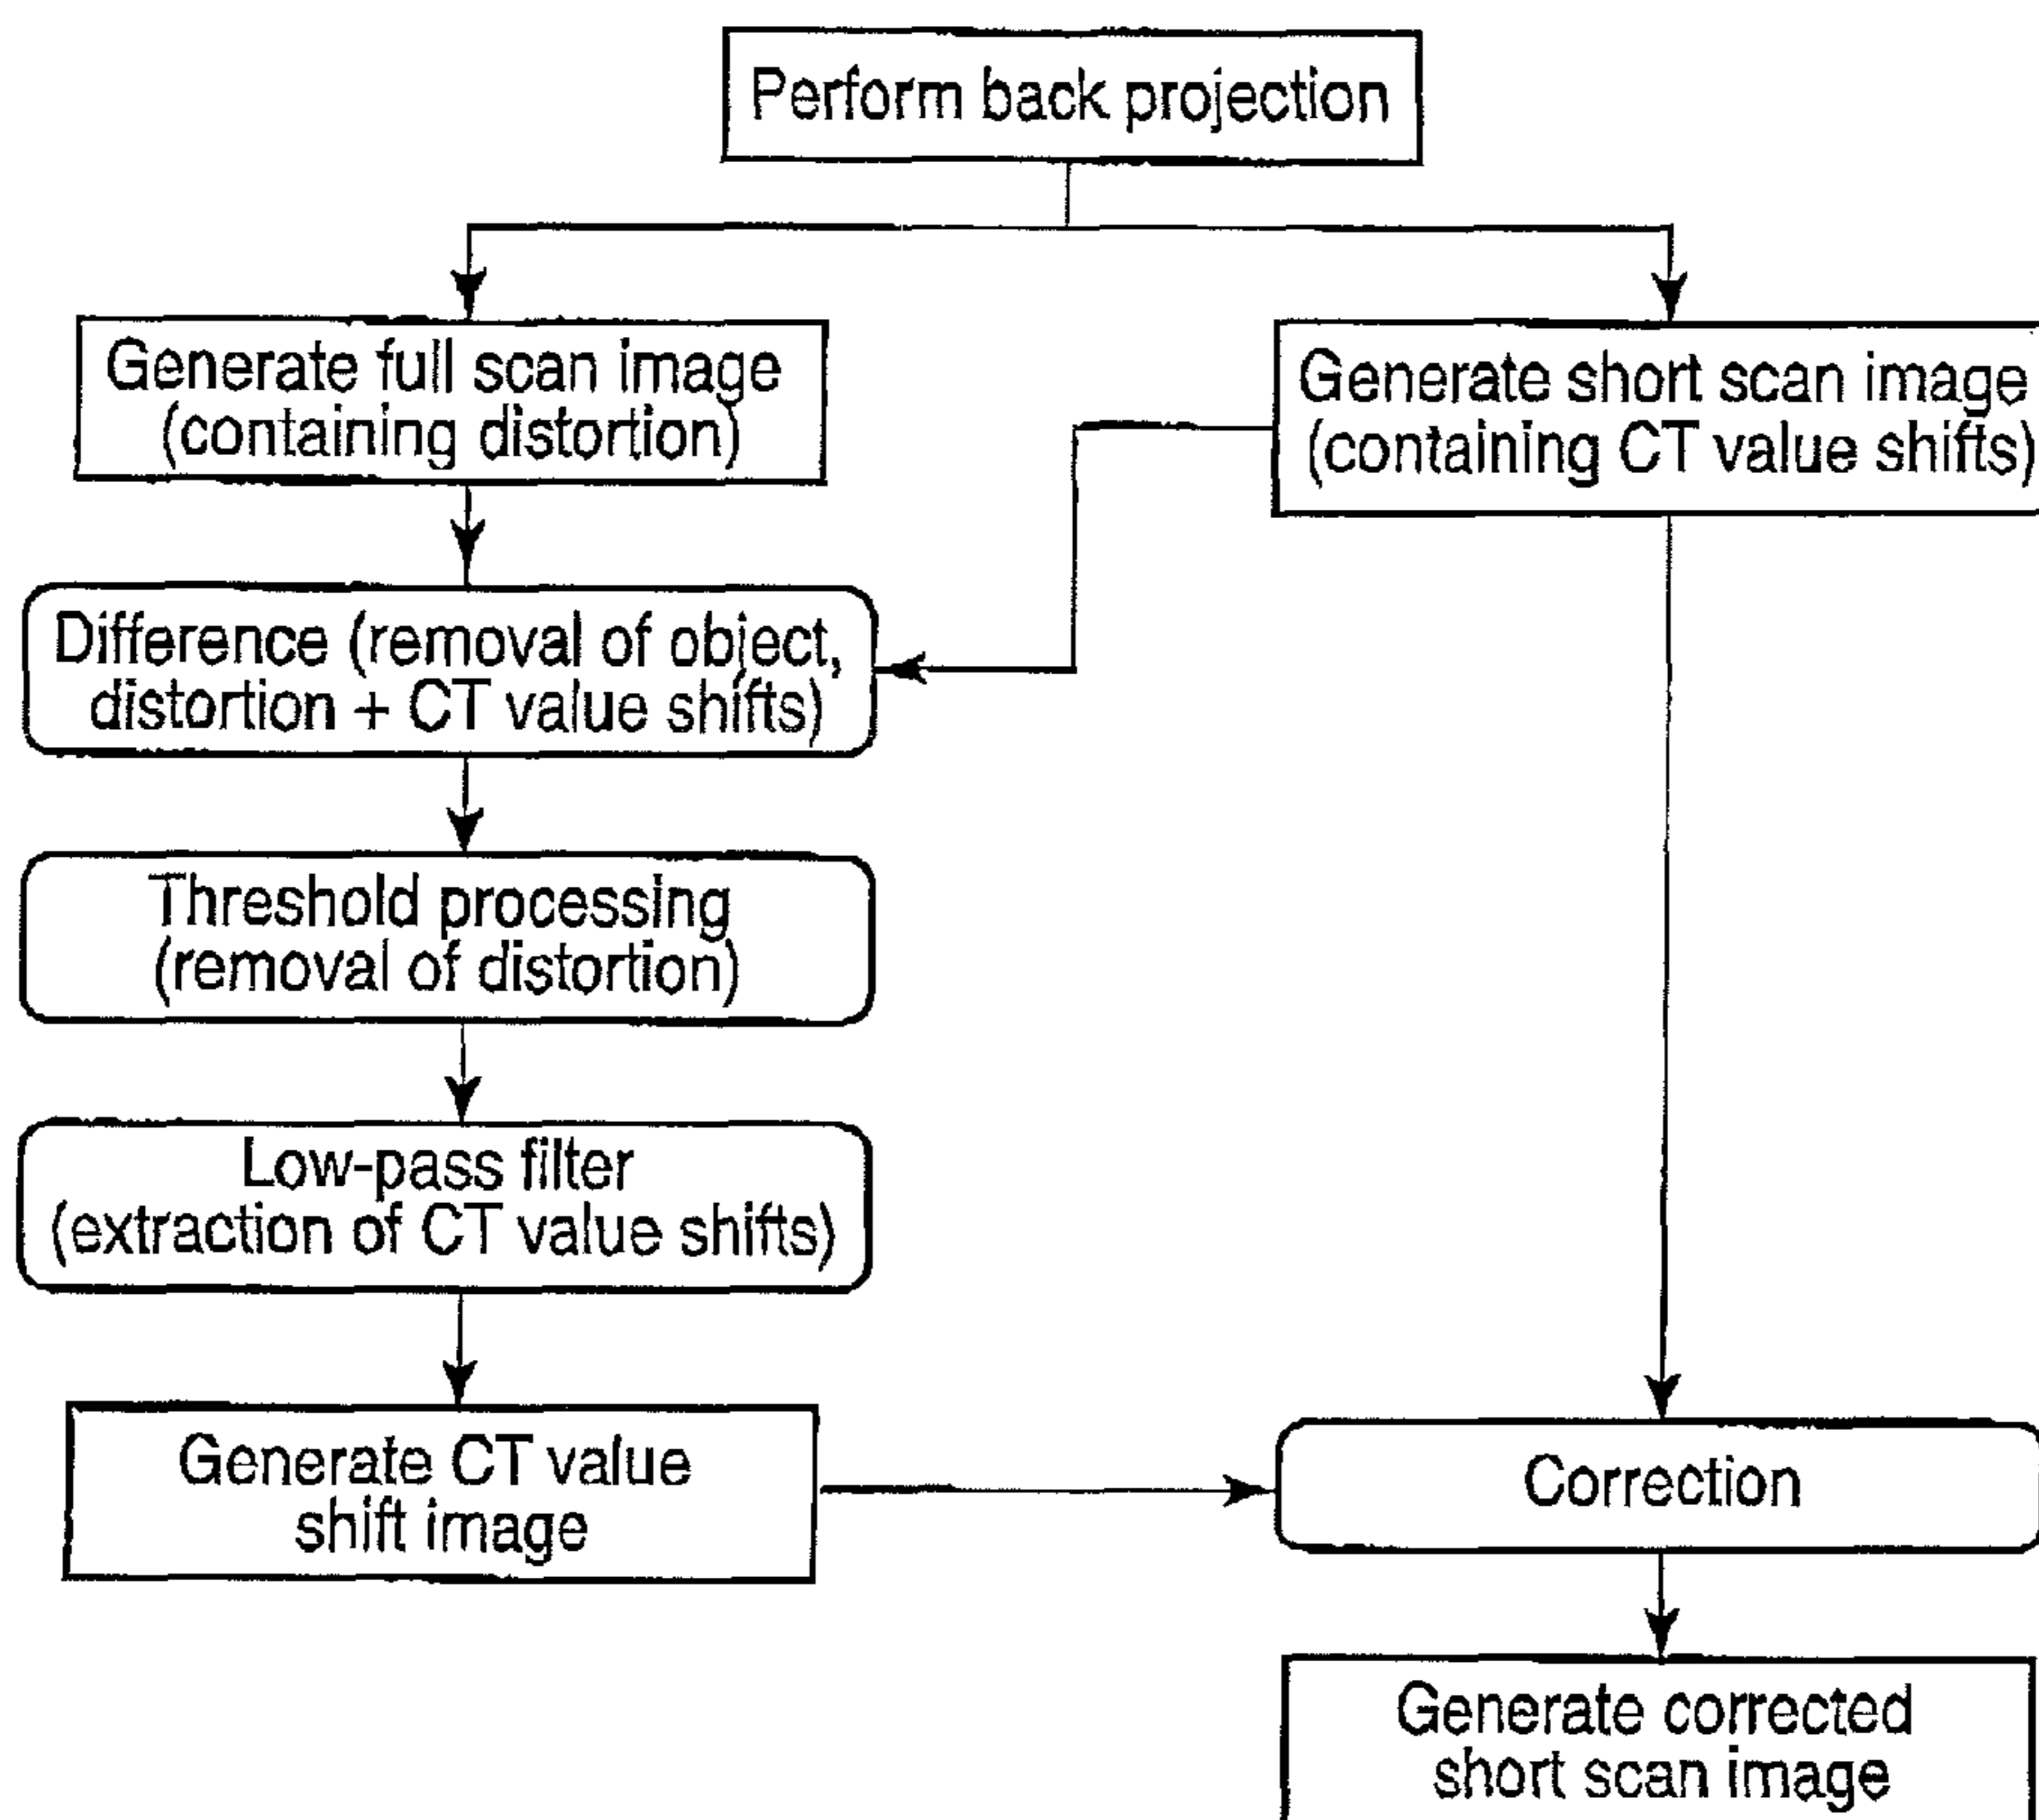 Perform back projection
Generate full scan image
(containing distortion)
Generate short scan image
(containing CT value shifts)
Difference (removal of object,
distortion + CT value shifts)
Threshold processing
(removal of distortion)
Low-pass filter
(extraction of CT value shifts)
Generate CT value
shift image
Correction
Generate corrected
short scan image